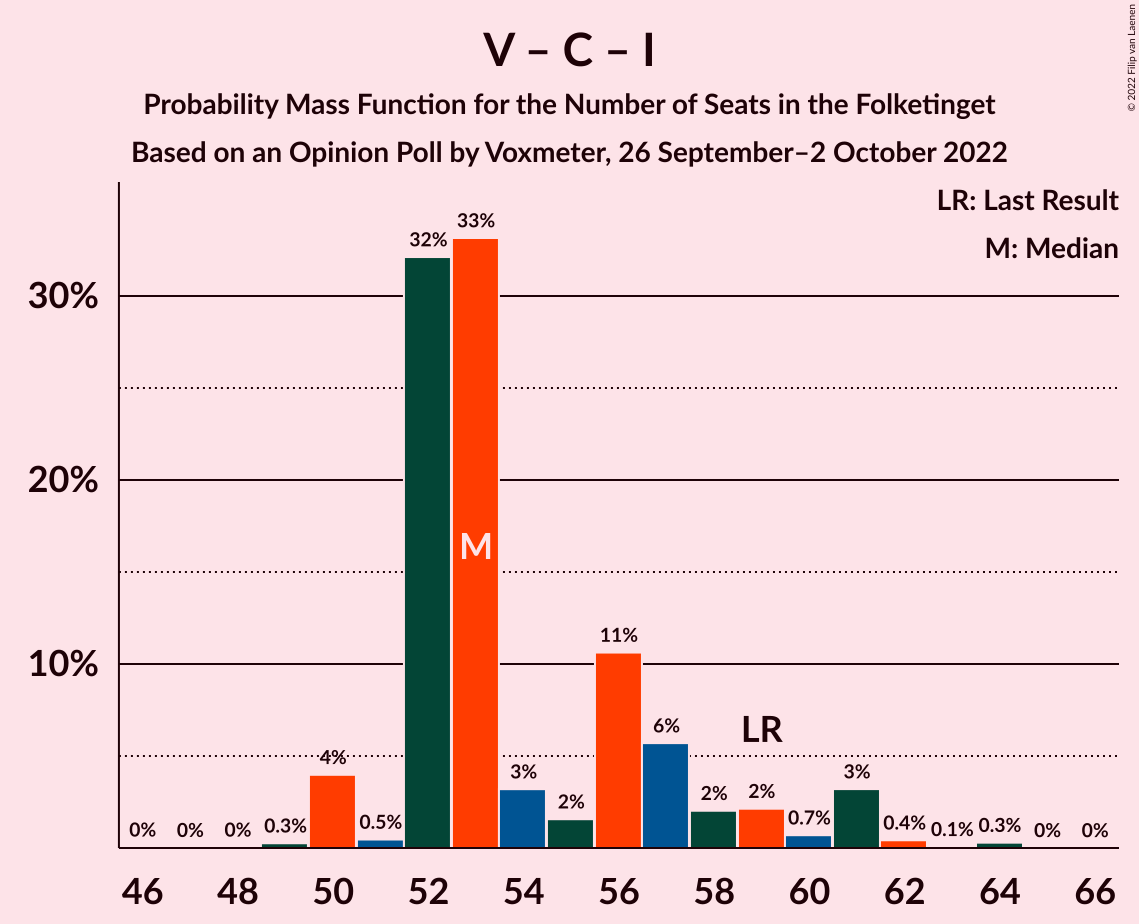 V – C – I
Probability Mass Function for the Number of Seats in the Folketinget
Based on an Opinion Poll by Voxmeter, 26 September–2 October 2022
© 2022 Filip van Laenen
LR: Last Result
M: Median
30%
20%
10%
0%
0%
0%
0.3%
4%
0.5%
32%
33%
M
3%
2%
11%
6%
2%
LR
2%
0.7%
3%
0.4%
0.1%
0.3%
0%
0%
46 48 50 52 54 56 58 60 62 64 66